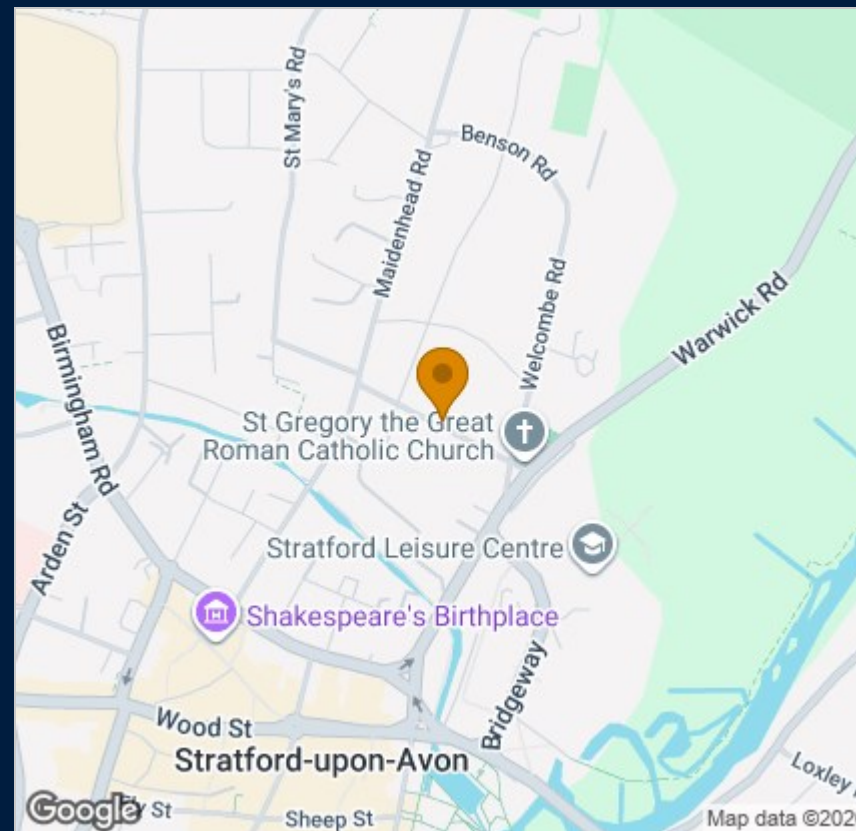 St Mary's Rd
Benson Rd
Maidenhead Rd
Welcombe Rd
Warwick Rd
Birmingham Rd
St Gregory the Great
Roman Catholic Church
Arden St
Stratford Leisure Centre
Shakespeare's Birthplace
Bridgeway
Wood St
Stratford-upon-Avon
Loxley
Sheep St
Google
Map data ©202